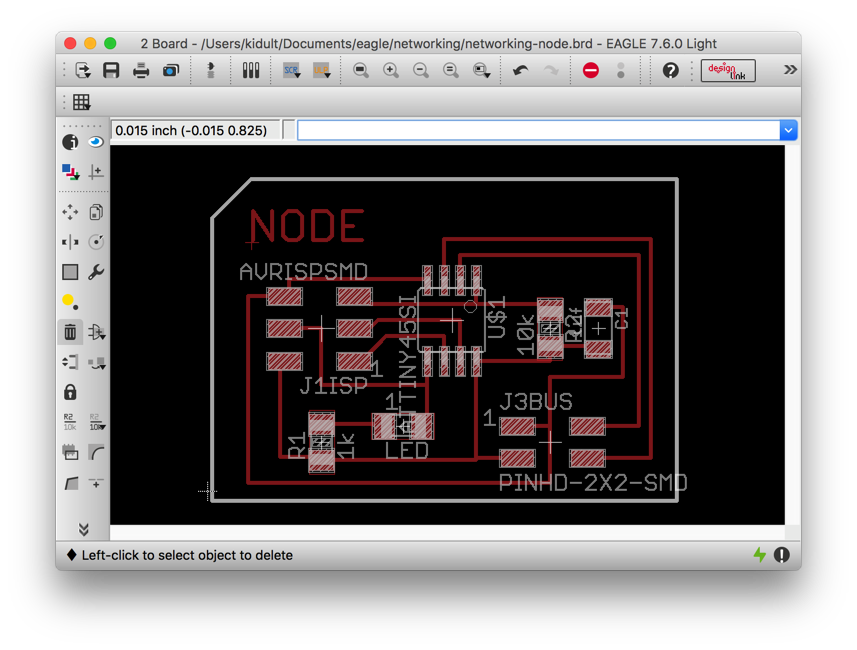 2 Board - /Users/kidult/Documents/eagle/networking/networking-node.brd - EAGLE 7.6.0 Light
SCR
design link
0.015 inch (-0.015 0.825)
NODE
AVRISPSMD
ATTINY45SI
U$1
10k
R2
C1
1
J1ISP
1
J3BUS
1
R1
1k
LED
PINHD-2X2-SMD
R2
10k
R2
10k
Left-click to select object to delete